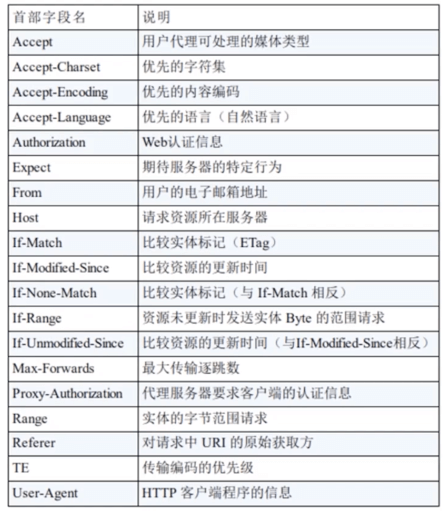 首部字段名 说明
Accept 用户代理可处理的媒体类型
Accept-Charset 优先的字符集
Accept-Encoding 优先的内容编码
Accept-Language 优先的语言（自然语言）
Authorization Web认证信息
Expect 期待服务器的特定行为
From 用户的电子邮箱地址
Host 请求资源所在服务器
If-Match 比较实体标记（ETag）
If-Modified-Since 比较资源的更新时间
If-None-Match 比较实体标记（与 If-Match 相反）
If-Range 资源未更新时发送实体 Byte 的范围请求
If-Unmodified-Since 比较资源的更新时间（与If-Modified-Since相反）
Max-Forwards 最大传输逐跳数
Proxy-Authorization 代理服务器要求客户端的认证信息
Range 实体的字节范围请求
Referer 对请求中 URI 的原始获取方
TE 传输编码的优先级
User-Agent HTTP 客户端程序的信息